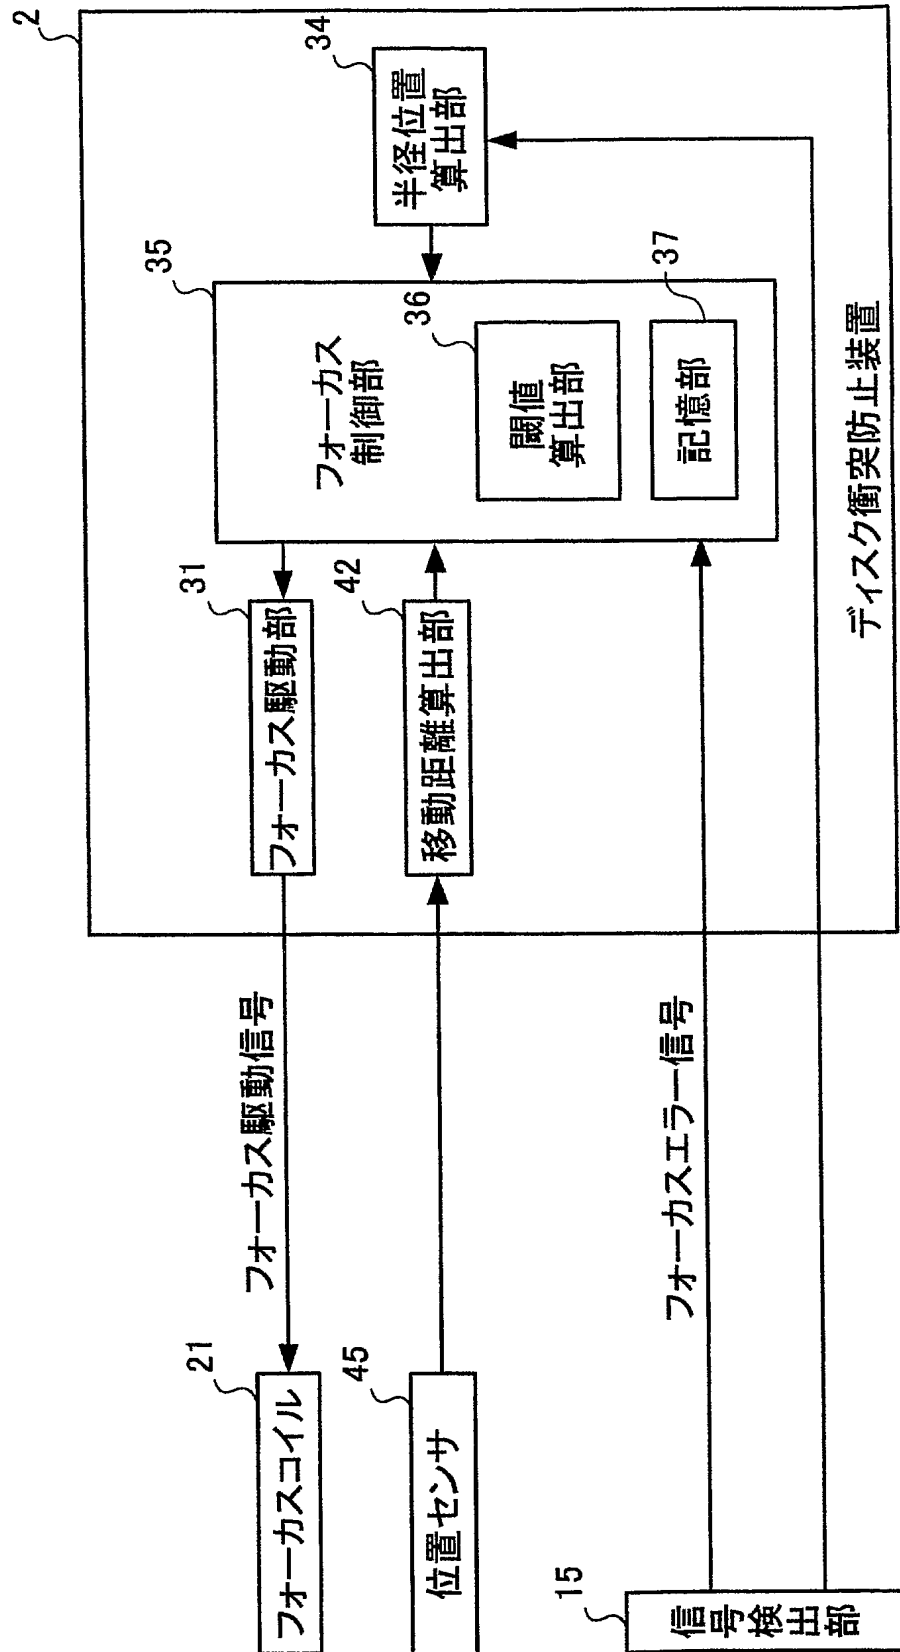 2
34
半径位置
算出部
35
フォーカス
制御部
36
閾値
算出部
37
記憶部
31
フォーカス駆動部
42
移動距離算出部
ディスク衝突防止装置
フォーカス駆動信号
フォーカスエラー信号
21
フォーカスコイル
45
位置センサ
15
信号検出部